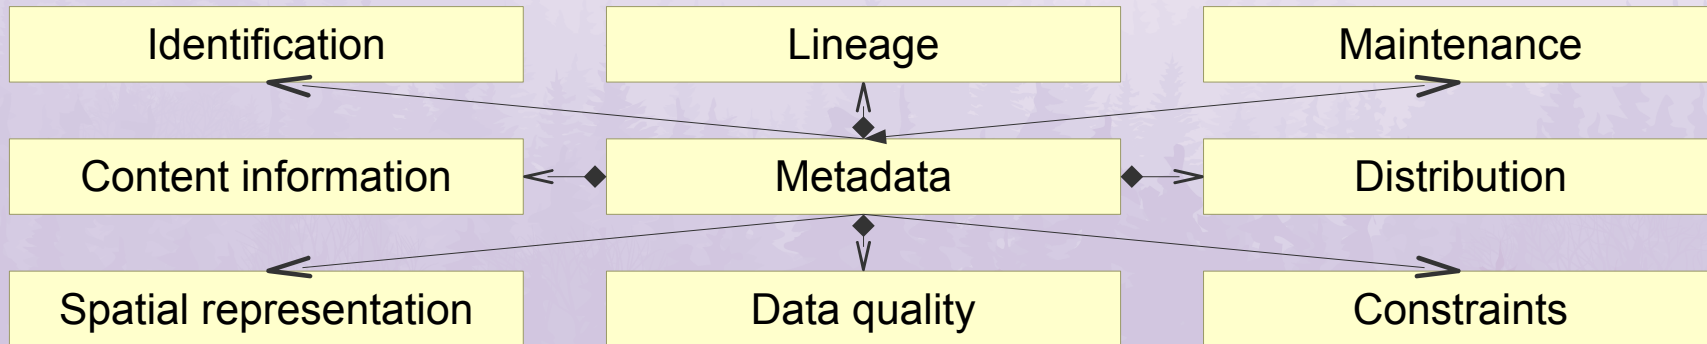 Identification
Lineage
Maintenance
Content information
Metadata
Distribution
Spatial representation
Data quality
Constraints